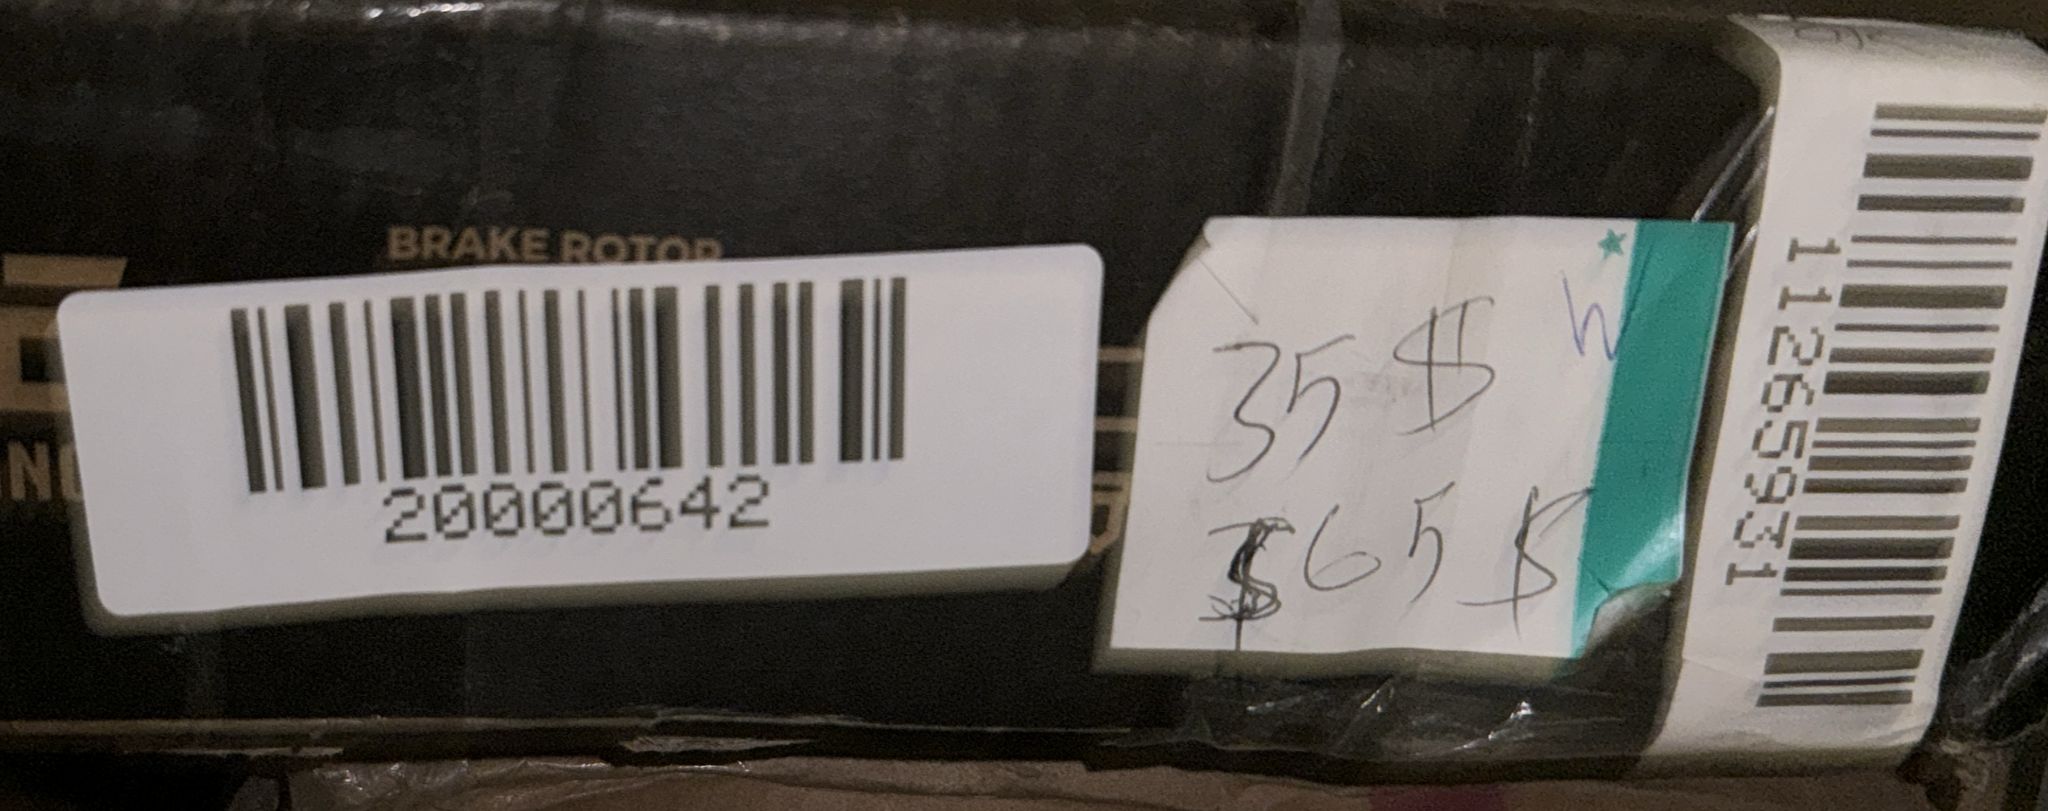 BRAKE ROTOR
20000642
35 $
$ 65 $
11265931